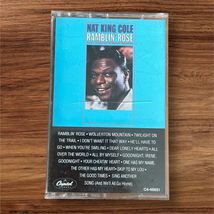 NAT KING COLE
RAMBLIN' ROSE
RAMBLIN' ROSE • WOLVERTON MOUNTAIN • TWILIGHT ON
THE TRAIL • I DON'T WANT IT THAT WAY • HE'LL HAVE TO
GO • WHEN YOU'RE SMILING • DEAR LONELY HEARTS • ALL
OVER THE WORLD • ALL BY MYSELF • GOODNIGHT, IRENE,
GOODNIGHT • YOUR CHEATIN' HEART • ONE HAS MY NAME,
THE OTHER HAS MY HEART • SKIP TO MY LOU •
THE GOOD TIMES • SING ANOTHER
SONG (And We'll All Go Home).
Capitol